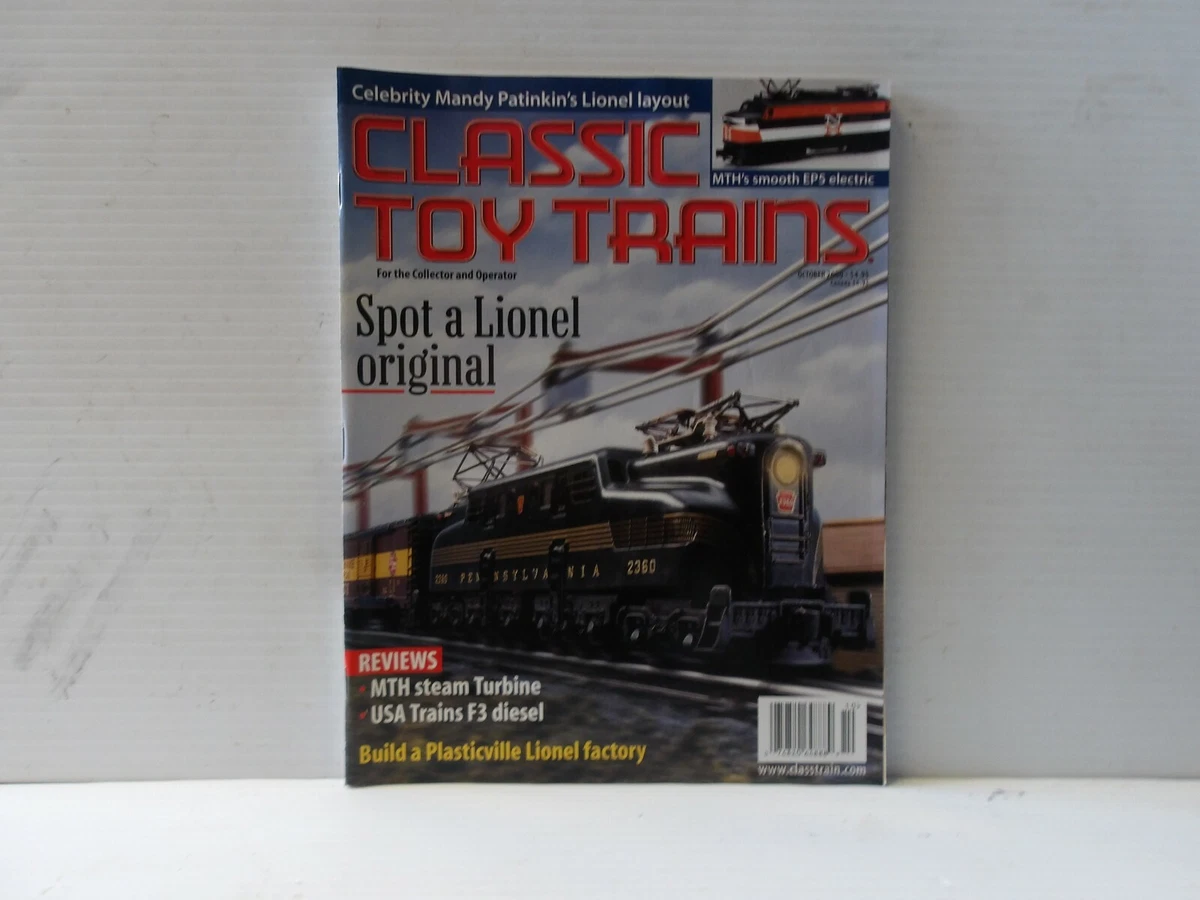 Celebrity Mandy Patinkin's Lionel layout
CLASSIC
MTH's smooth EP5 electric
TOY TRAINS
For the Collector and Operator
OCTOBER
Spot a Lionel
original
PENNSYLVANIA 2360
REVIEWS
MTH steam Turbine
USA Trains F3 diesel
Build a Plasticville Lionel factory
www.classtrain.com